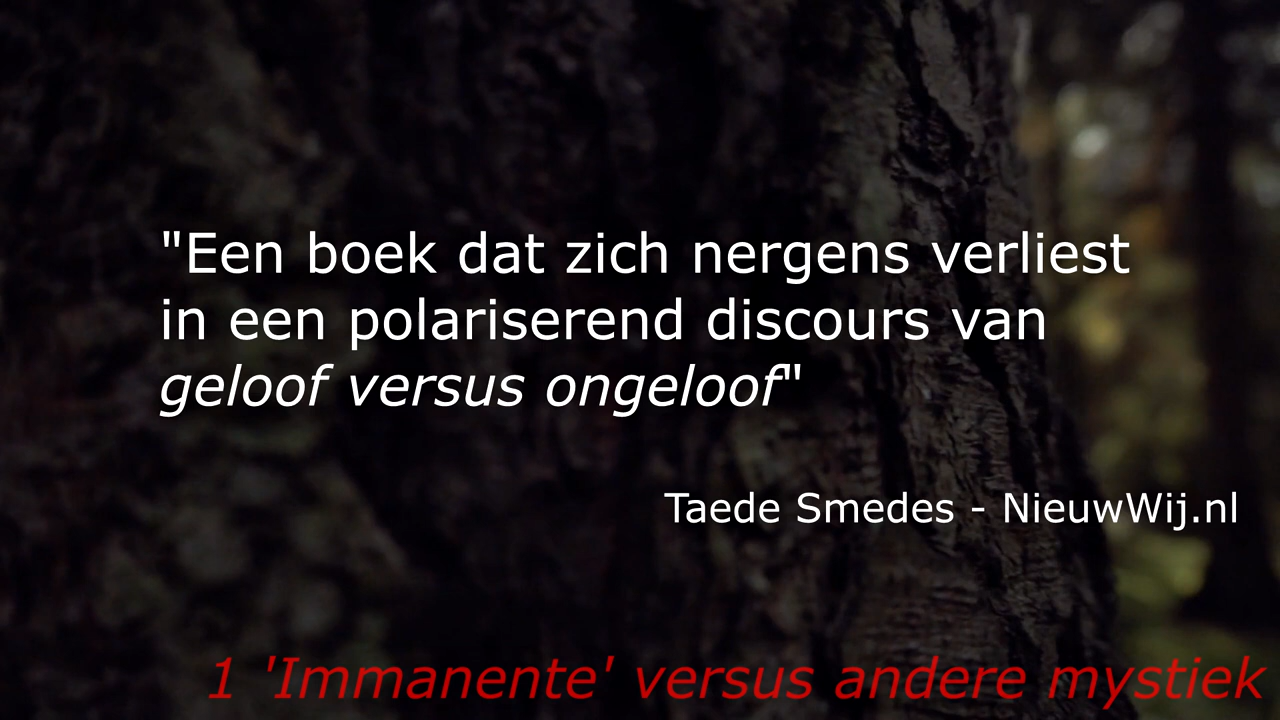 "Een boek dat zich nergens verliest
in een polariserend discours van
geloof versus ongeloof"
Taede Smedes - NieuwWij.nl
1 'Immanente' versus andere mystiek